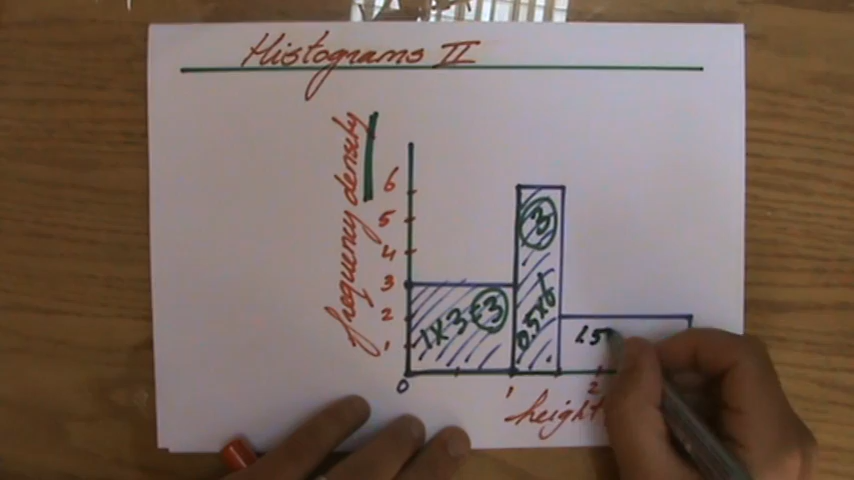 Histograms II
frequency density
6
5
4
3
2
1
0
1
2
height
1x3=3
3
0.5x6